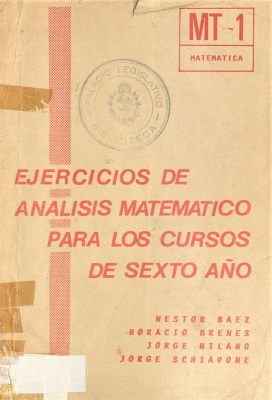 MT-1
MATEMATICA
PALACIO LEGISLATIVO
BIBLIOTECA
EJERCICIOS DE
ANALISIS MATEMATICO
PARA LOS CURSOS
DE SEXTO AÑO
NESTOR BAEZ
HORACIO BRENES
JORGE MILANO
JORGE SCHIAVONE